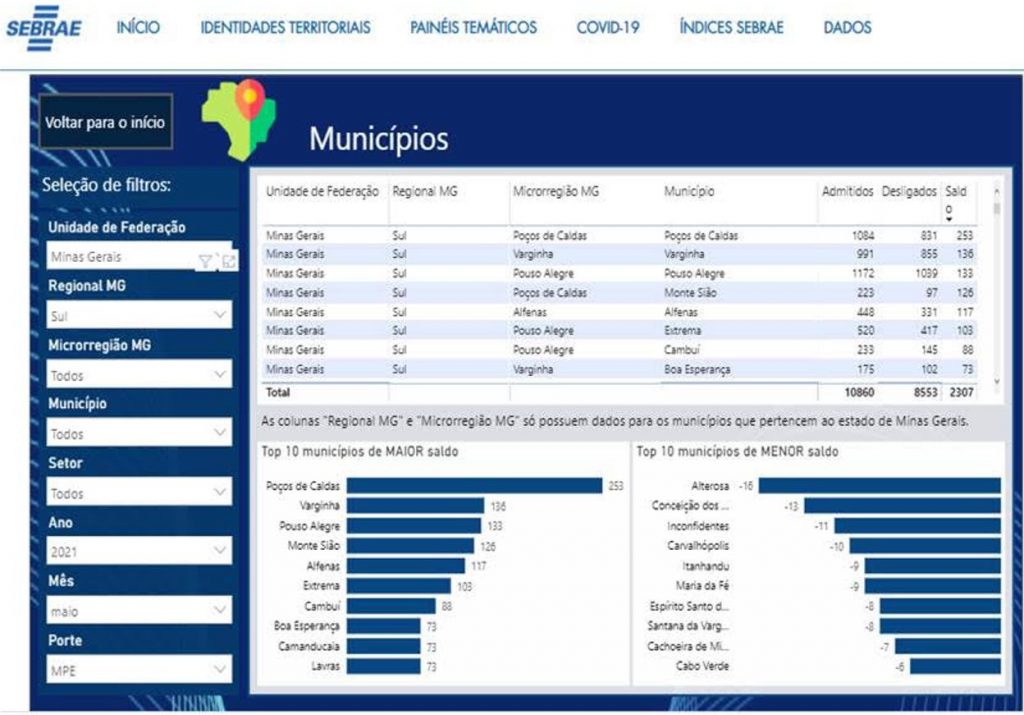 SEBRAE
INÍCIO IDENTIDADES TERRITORIAIS PAINÉIS TEMÁTICOS COVID-19 ÍNDICES SEBRAE DADOS
Voltar para o início
Municípios
Seleção de filtros:
Unidade de Federação
Minas Gerais
Regional MG
Sul
Microrregião MG
Todos
Município
Todos
Setor
Todos
Ano
2021
Mês
maio
Porte
MPE
Unidade de Federação Regional MG Microrregião MG Município Admitidos Desligados Sald
o
Minas Gerais Sul Poços de Caldas Poços de Caldas 1084 831 253
Minas Gerais Sul Varginha Varginha 991 855 136
Minas Gerais Sul Pouso Alegre Pouso Alegre 1172 1039 133
Minas Gerais Sul Poços de Caldas Monte Sião 223 97 126
Minas Gerais Sul Alfenas Alfenas 448 331 117
Minas Gerais Sul Pouso Alegre Extrema 520 417 103
Minas Gerais Sul Pouso Alegre Cambuí 233 145 88
Minas Gerais Sul Varginha Boa Esperança 175 102 73
Total 10860 8553 2307
As colunas "Regional MG" e "Microrregião MG" só possuem dados para os municípios que pertencem ao estado de Minas Gerais.
Top 10 municípios de MAIOR saldo
Poços de Caldas 253
Varginha 136
Pouso Alegre 133
Monte Sião 126
Alfenas 117
Extrema 103
Cambuí 88
Boa Esperança 73
Camanducaia 73
Lavras 73
Top 10 municípios de MENOR saldo
Alterosa -16
Conceição dos ... -13
Inconfidentes -11
Carvalhópolis -10
Itanhandu -9
Maria da Fé -9
Espírito Santo d... -8
Santana da Varg... -8
Cachoeira de Mi... -7
Cabo Verde -6